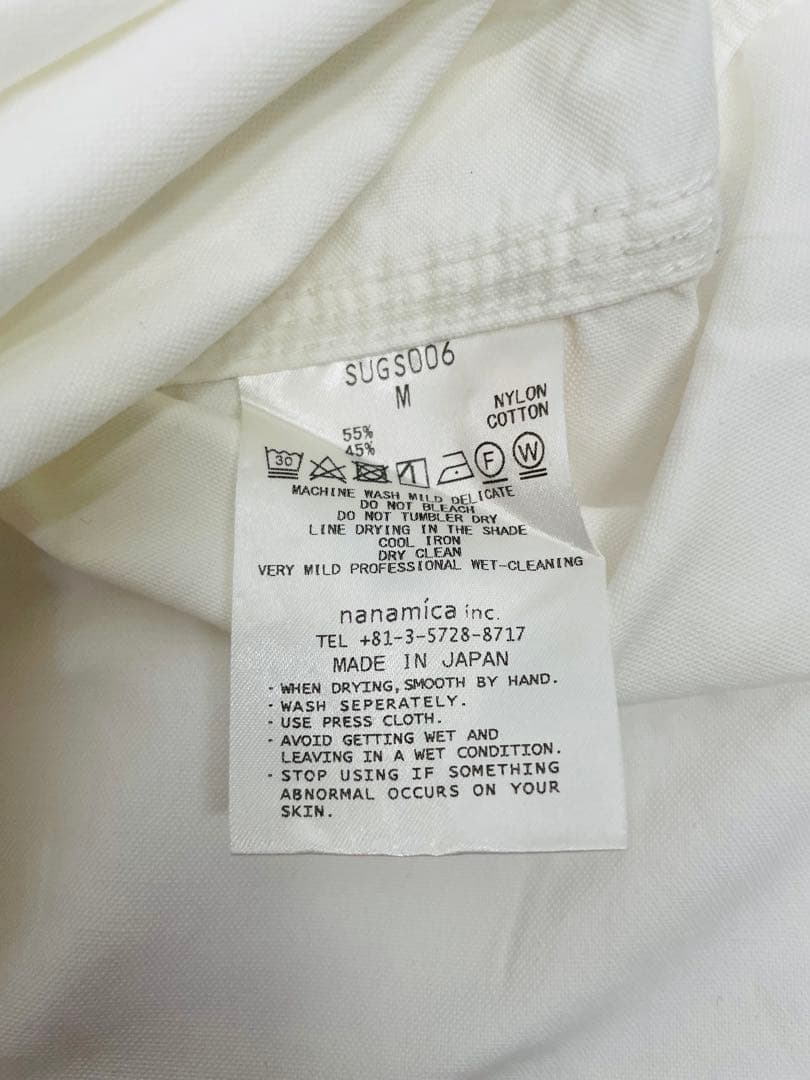 SUGS006
M
NYLON
COTTON
55%
45%
30
F
W
MACHINE WASH MILD DELICATE
DO NOT BLEACH
DO NOT TUMBLER DRY
LINE DRYING IN THE SHADE
COOL IRON
DRY CLEAN
VERY MILD PROFESSIONAL WET-CLEANING
nanamíca inc.
TEL +81-3-5728-8717
MADE IN JAPAN
· WHEN DRYING, SMOOTH BY HAND.
· WASH SEPERATELY.
· USE PRESS CLOTH.
· AVOID GETTING WET AND
LEAVING IN A WET CONDITION.
· STOP USING IF SOMETHING
ABNORMAL OCCURS ON YOUR
SKIN.